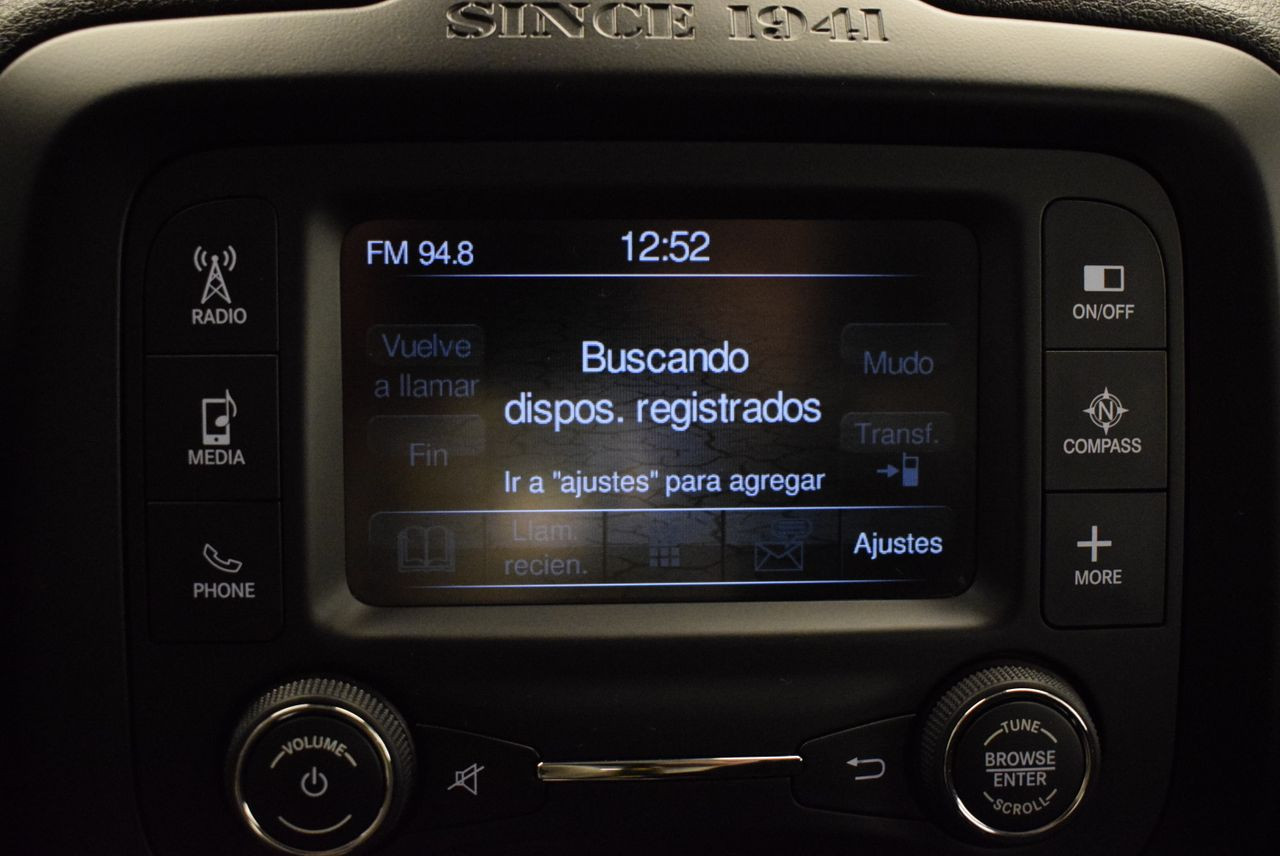 SINCE 1941
FM 94.8
12:52
RADIO
MEDIA
PHONE
Vuelve
a llamar
Fin
Buscando
dispos. registrados
Ir a "ajustes" para agregar
Mudo
Transf.
Llam.
recien.
Ajustes
ON/OFF
N
COMPASS
MORE
VOLUME
TUNE
BROWSE
ENTER
SCROLL